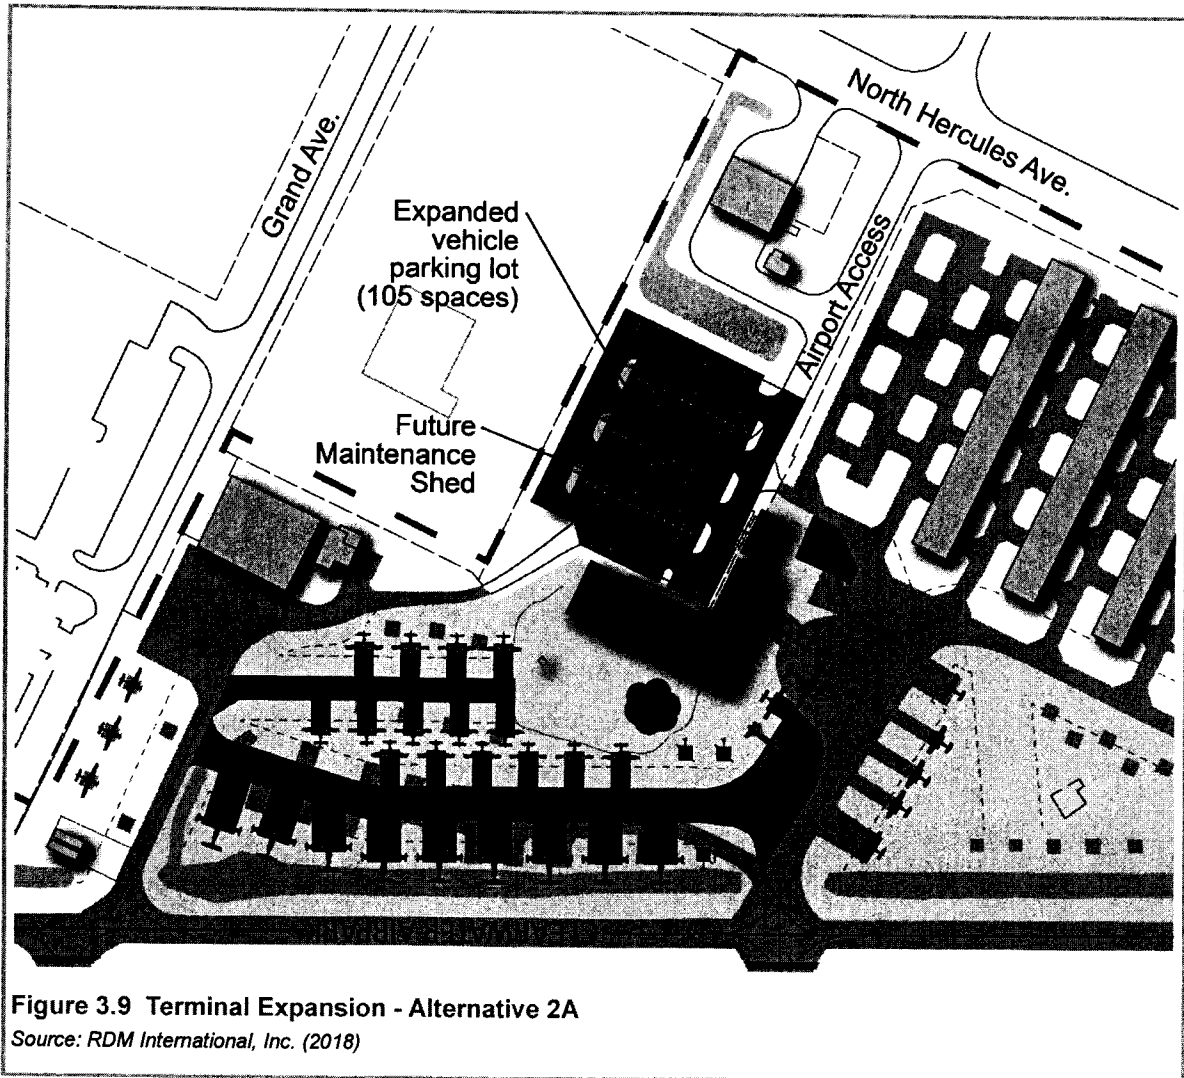 North Hercules Ave.
Grand Ave.
Expanded
vehicle
parking lot
(105 spaces)
Airport Access
Future
Maintenance
Shed
Figure 3.9 Terminal Expansion - Alternative 2A
Source: RDM International, Inc. (2018)